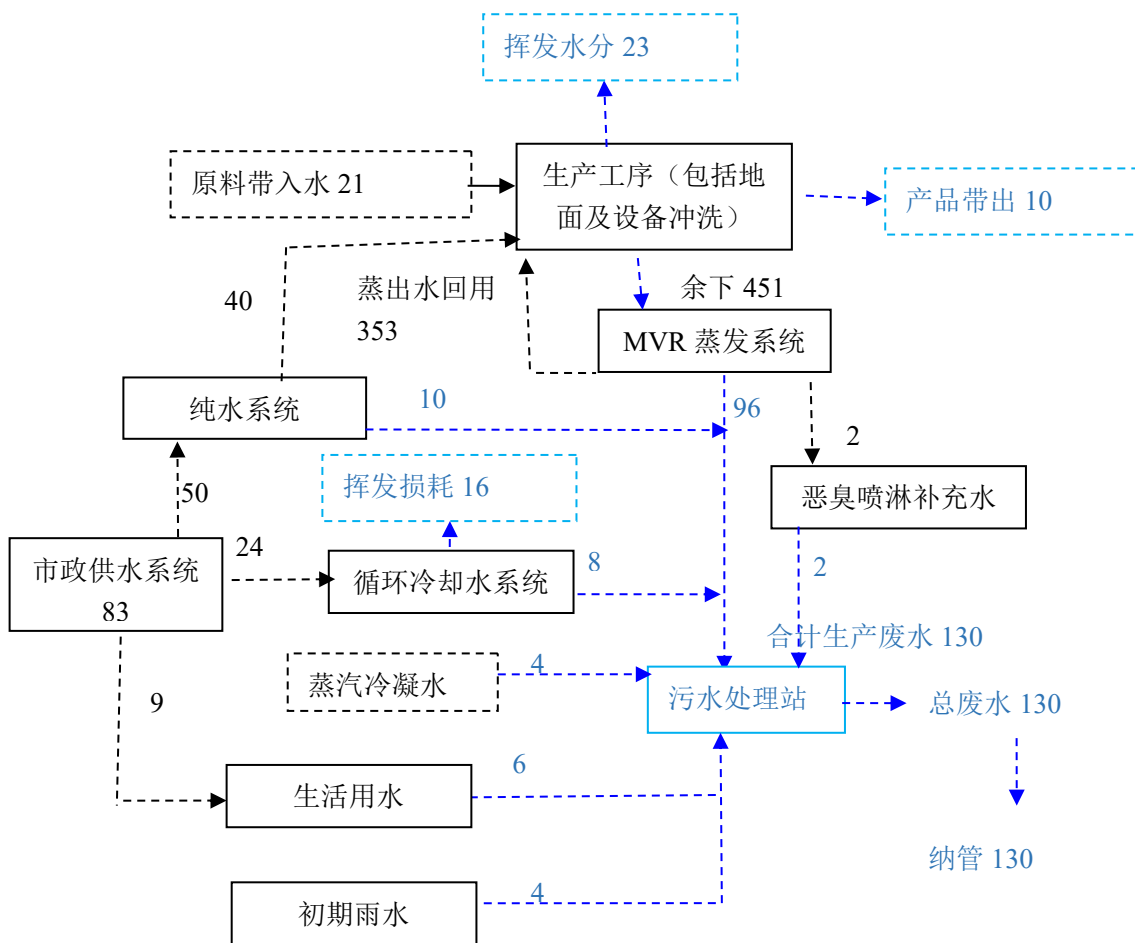 挥发水分 23
原料带入水 21
生产工序（包括地
面及设备冲洗）
产品带出 10
40
蒸出水回用
353
余下 451
MVR 蒸发系统
纯水系统
10
96
2
50
挥发损耗 16
恶臭喷淋补充水
市政供水系统
83
24
循环冷却水系统
8
2
合计生产废水 130
蒸汽冷凝水
4
污水处理站
总废水 130
9
生活用水
6
纳管 130
初期雨水
4